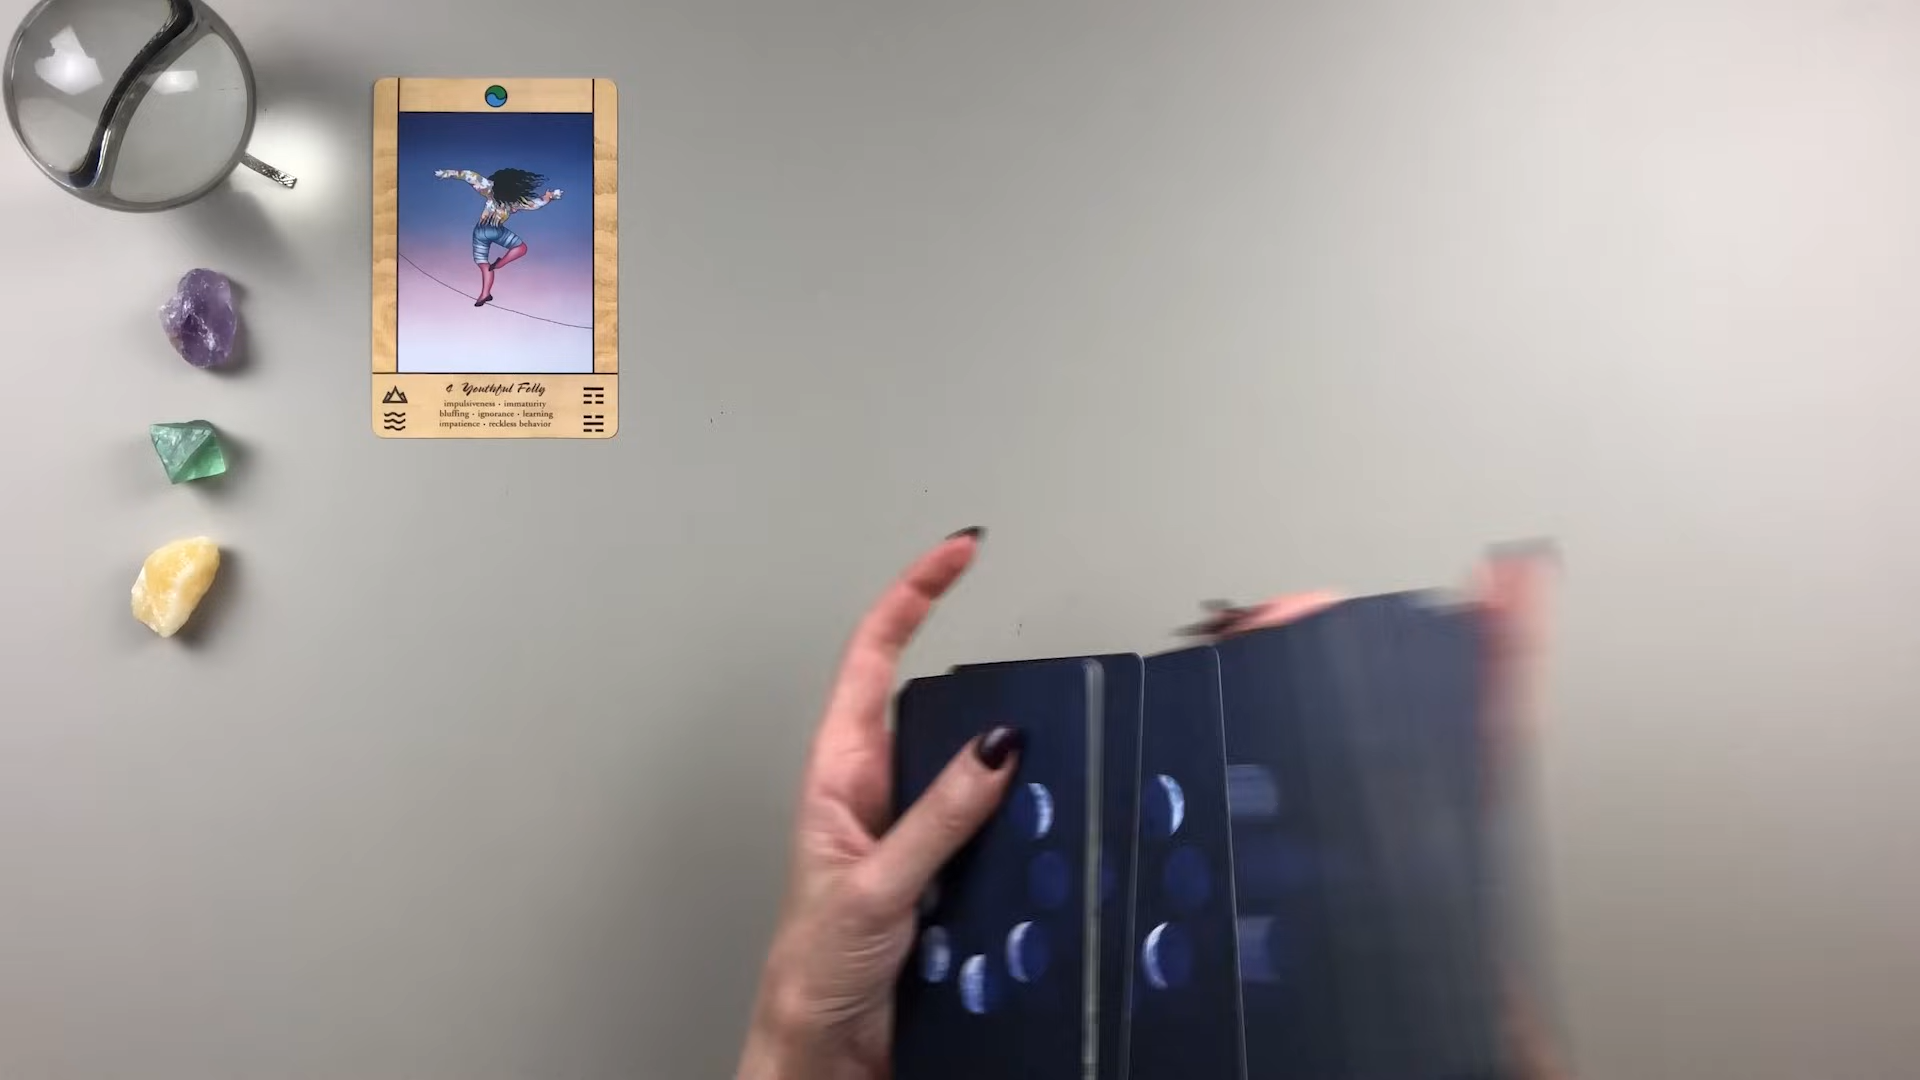 4 Youthful Folly
impulsiveness • immaturity
bluffing • ignorance • learning
impatience • reckless behavior